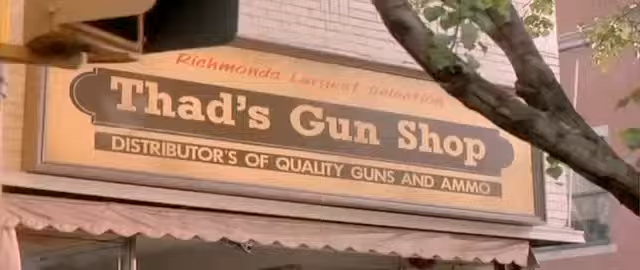 Richmonds Largest Selection
Thad's Gun Shop
DISTRIBUTOR'S OF QUALITY GUNS AND AMMO